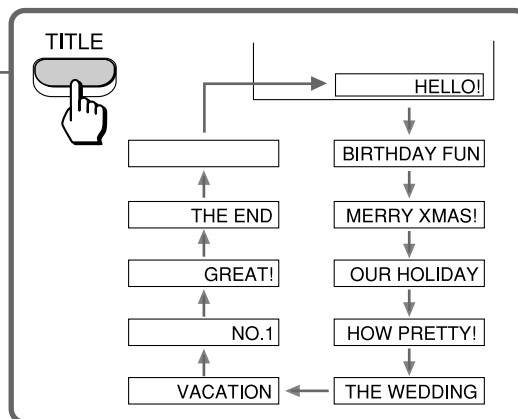 TITLE
HELLO!
BIRTHDAY FUN
MERRY XMAS!
OUR HOLIDAY
HOW PRETTY!
THE WEDDING
VACATION
NO.1
GREAT!
THE END